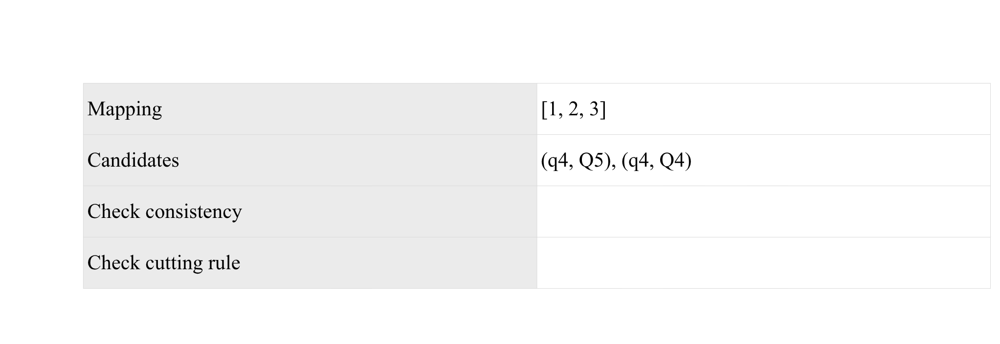 Mapping [1, 2, 3]
Candidates (q4, Q5), (q4, Q4)
Check consistency
Check cutting rule